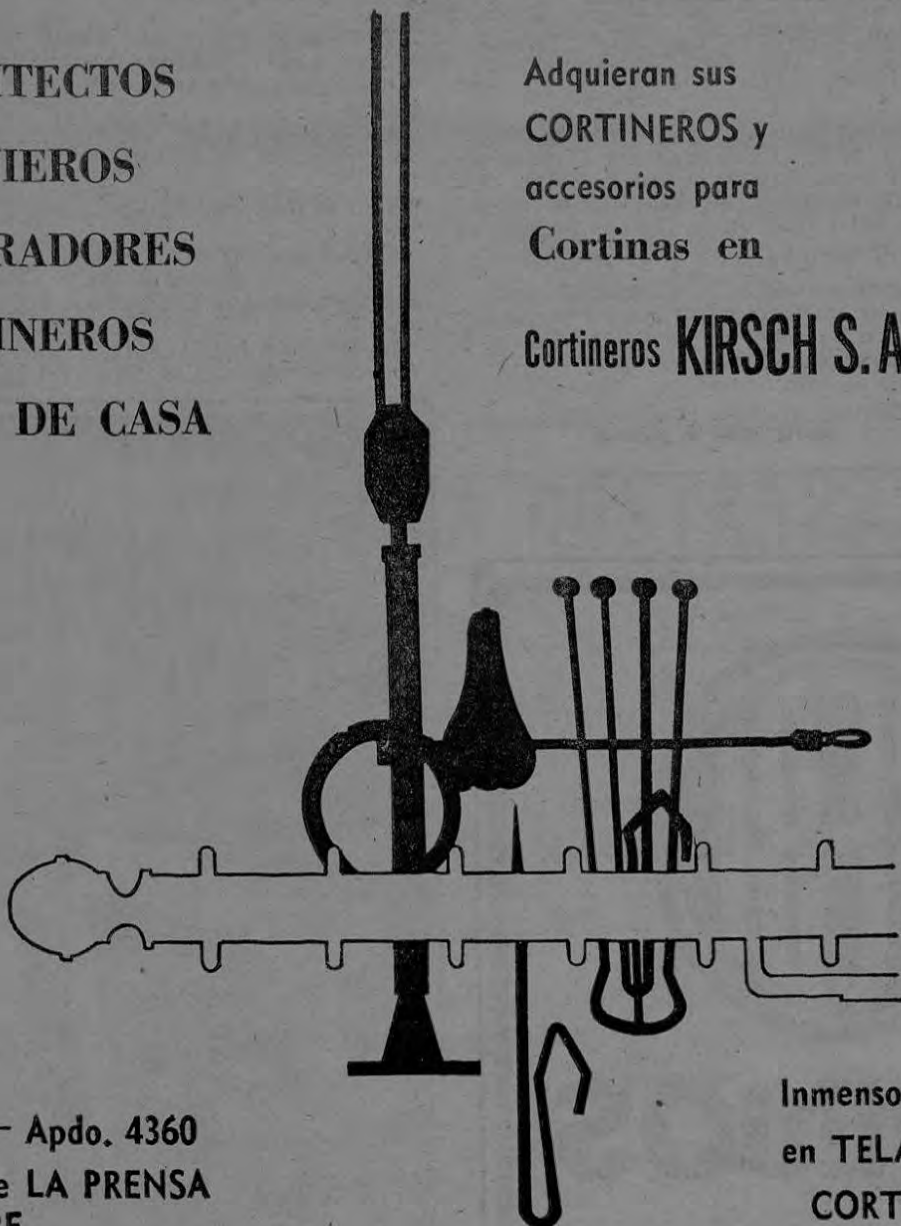 ITECTOS
IEROS
RADORES
INEROS
DE CASA
Adquieran sus
CORTINEROS y
accesorios para
Cortinas en
Cortineros KIRSCH S. A
— Apdo. 4360
e LA PRENSA
Inmenso
en TELA
CORT